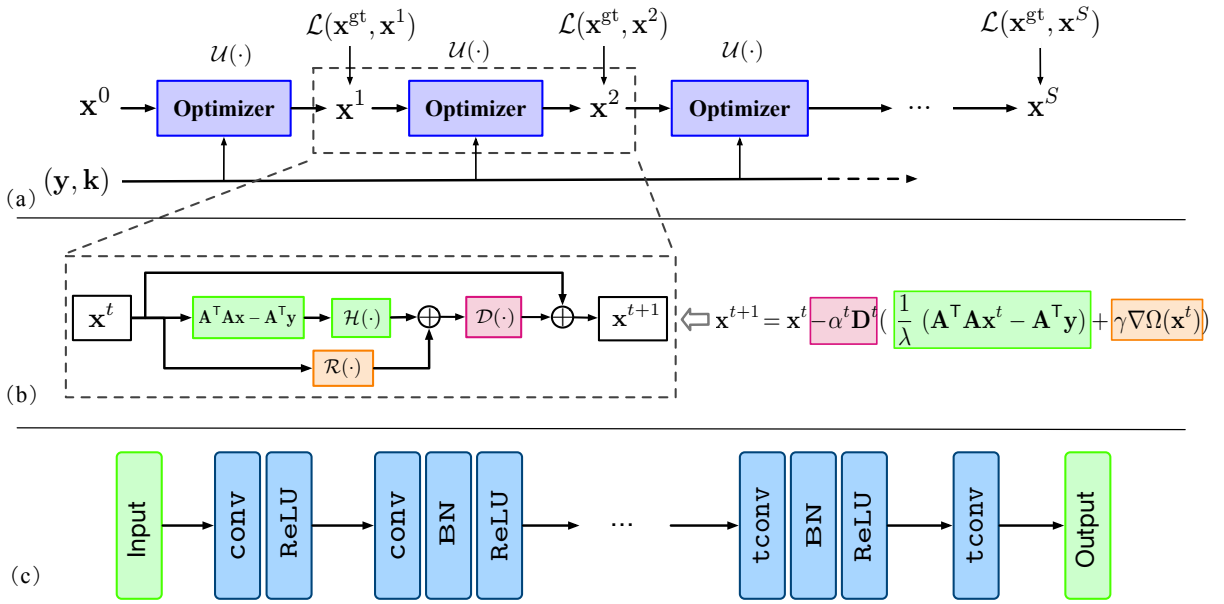 ℒ(x^gt, x^1)
ℒ(x^gt, x^2)
ℒ(x^gt, x^S)
𝒰(·)
𝒰(·)
𝒰(·)
x^0
Optimizer
x^1
Optimizer
x^2
Optimizer
...
x^S
(y, k)
(a)
x^t
A^⊤Ax − A^⊤y
ℋ(·)
⊕
𝒟(·)
⊕
x^{t+1}
ℛ(·)
x^{t+1} = x^t −α^t D^t ( 1/λ (A^⊤Ax^t − A^⊤y) + γ∇Ω(x^t))
(b)
Input
conv
ReLU
conv
BN
ReLU
...
tconv
BN
ReLU
tconv
Output
(c)